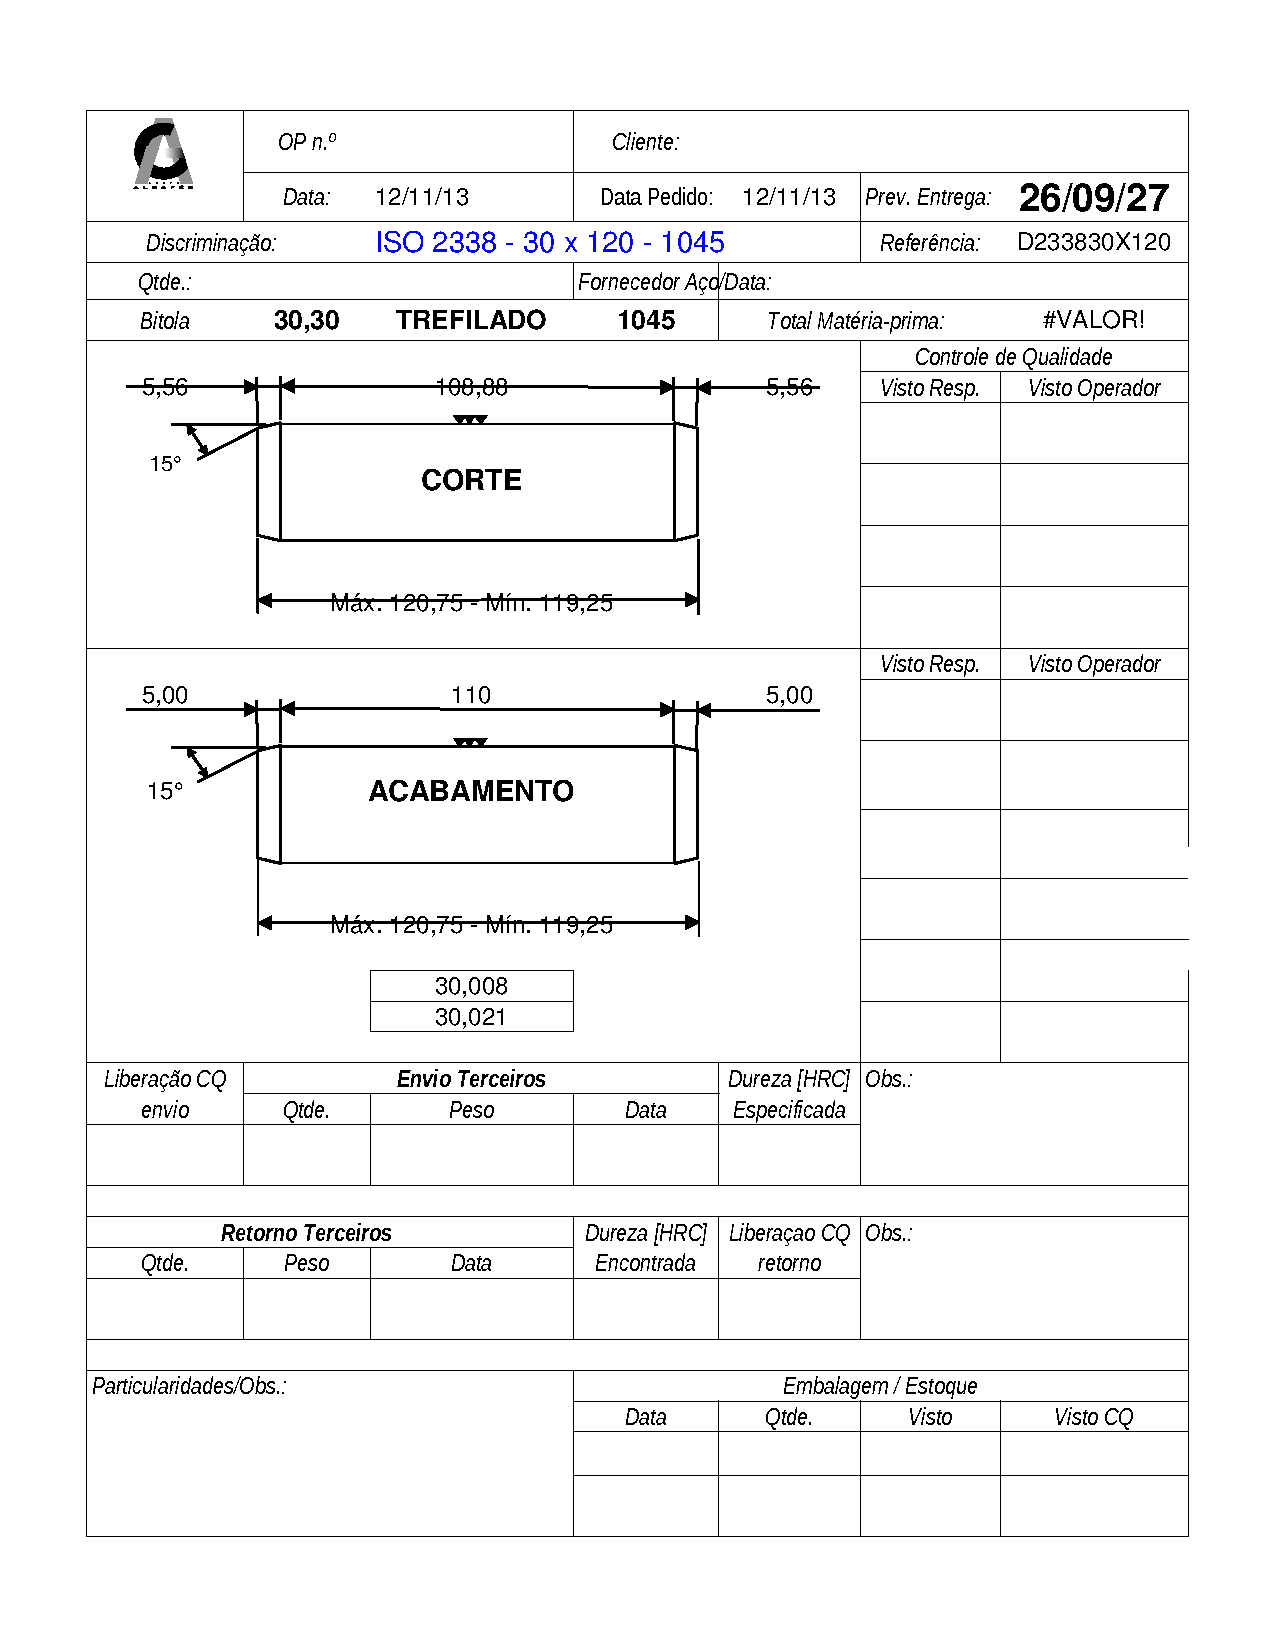 OP n.º Cliente:
Data: 12/11/13 Data Pedido: 12/11/13 Prev. Entrega: 26/09/27
Discriminação: ISO 2338 - 30 x 120 - 1045 Referência: D233830X120
Qtde.: Fornecedor Aço/Data:
Bitola 30,30 TREFILADO 1045 Total Matéria-prima: #VALOR!
Controle de Qualidade
5,56 108,88 5,56 Visto Resp. Visto Operador
15°
CORTE
Máx. 120,75 - Mín. 119,25
Visto Resp. Visto Operador
5,00 110 5,00
15° ACABAMENTO
Máx. 120,75 - Mín. 119,25
30,008
30,021
Liberação CQ Envio Terceiros Dureza [HRC] Obs.:
envio Qtde. Peso Data Especificada
Retorno Terceiros Dureza [HRC] Liberaçao CQ Obs.:
Qtde. Peso Data Encontrada retorno
Particularidades/Obs.: Embalagem / Estoque
Data Qtde. Visto Visto CQ